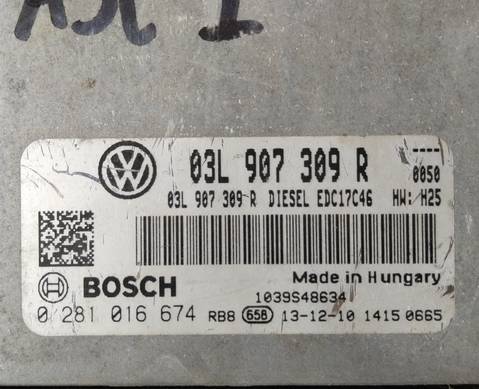 VW
03L 907 309 R
----
0050
03L 907 309 R DIESEL EDC17C46 HW: H25
BOSCH
Made in Hungary
1039S48634
0 281 016 674 RB8 658 13-12-10 1415 0665